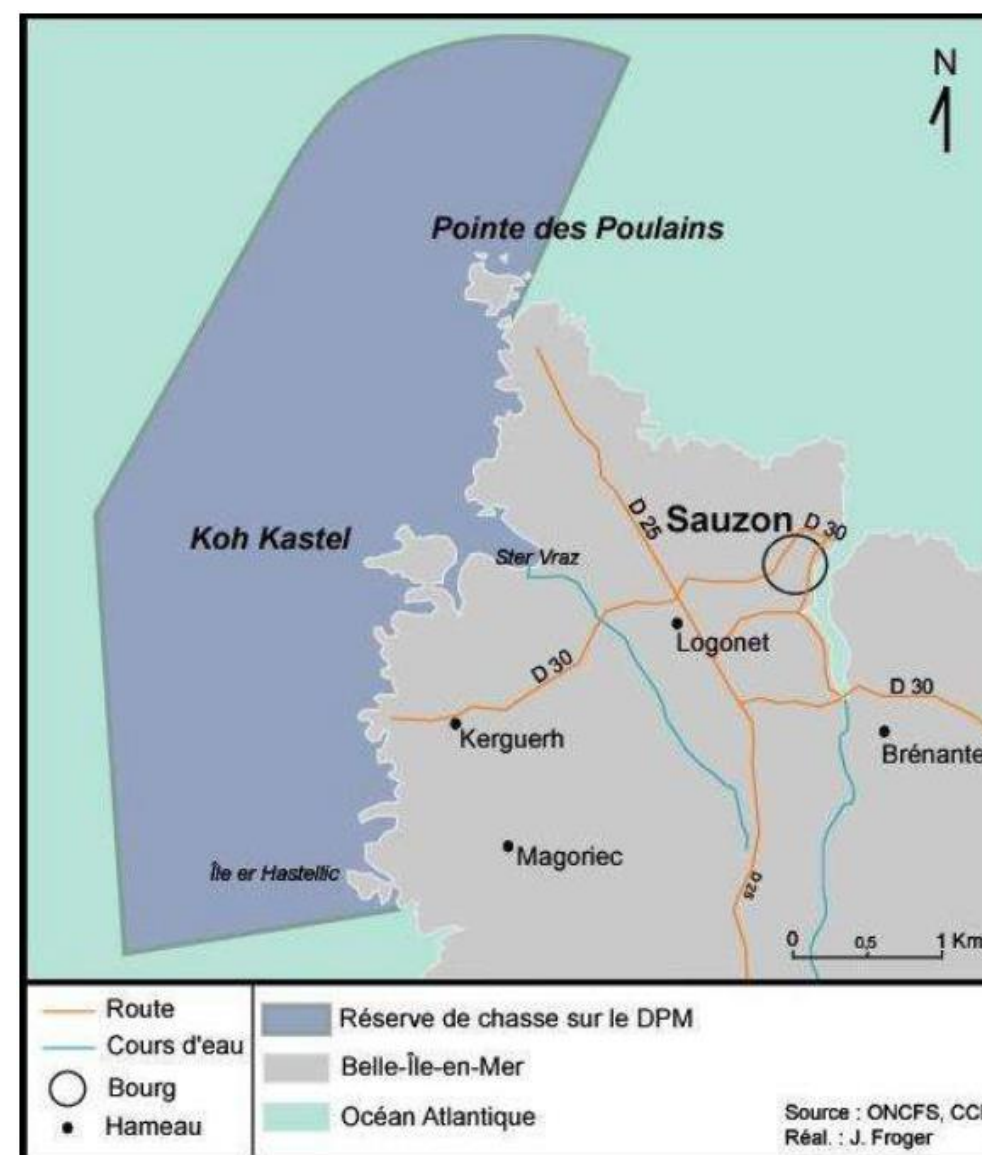 N
Pointe des Poulains
Koh Kastel
Ster Vraz
D 25
Sauzon
D 30
Logonet
D 30
D 30
Kerguerh
Brénante
Magoriec
Île er Hastellic
D 25
0 0,5 1 Km
Route
Cours d'eau
Bourg
Hameau
Réserve de chasse sur le DPM
Belle-Île-en-Mer
Océan Atlantique
Source : ONCFS, CC
Réal. : J. Froger